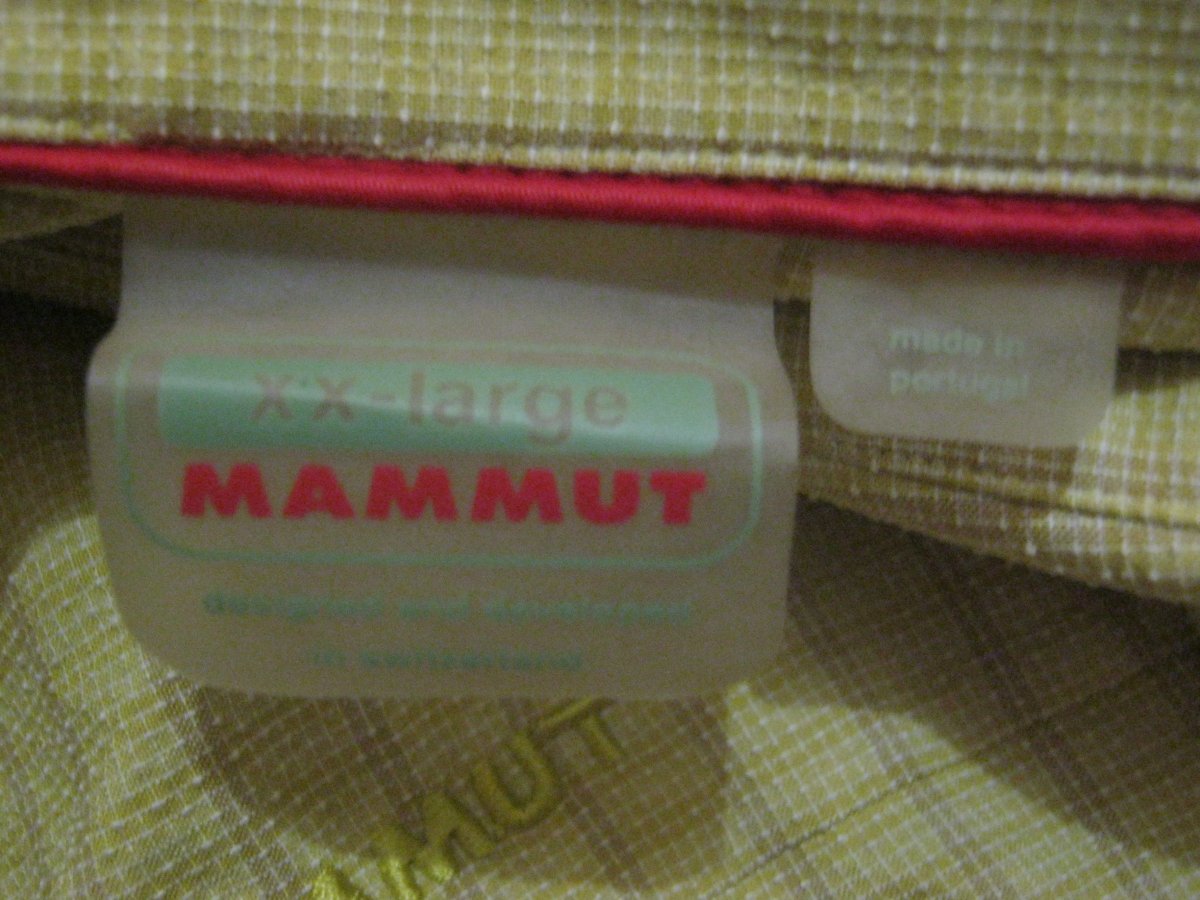 xx-large
MAMMUT
designed and developed
in switzerland
made in
portugal
MUT